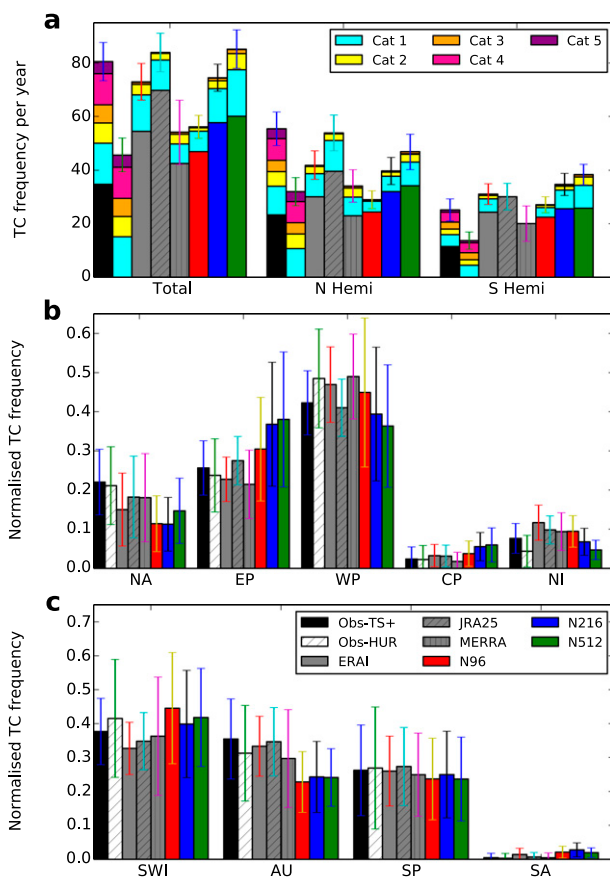 a
TC frequency per year
100
80
60
40
20
0
Cat 1 Cat 3 Cat 5
Cat 2 Cat 4
Total N Hemi S Hemi
b
Normalised TC frequency
0.6
0.5
0.4
0.3
0.2
0.1
0.0
NA EP WP CP NI
c
Normalised TC frequency
0.7
0.6
0.5
0.4
0.3
0.2
0.1
0.0
Obs-TS+ JRA25 N216
Obs-HUR MERRA N512
ERAI N96
SWI AU SP SA